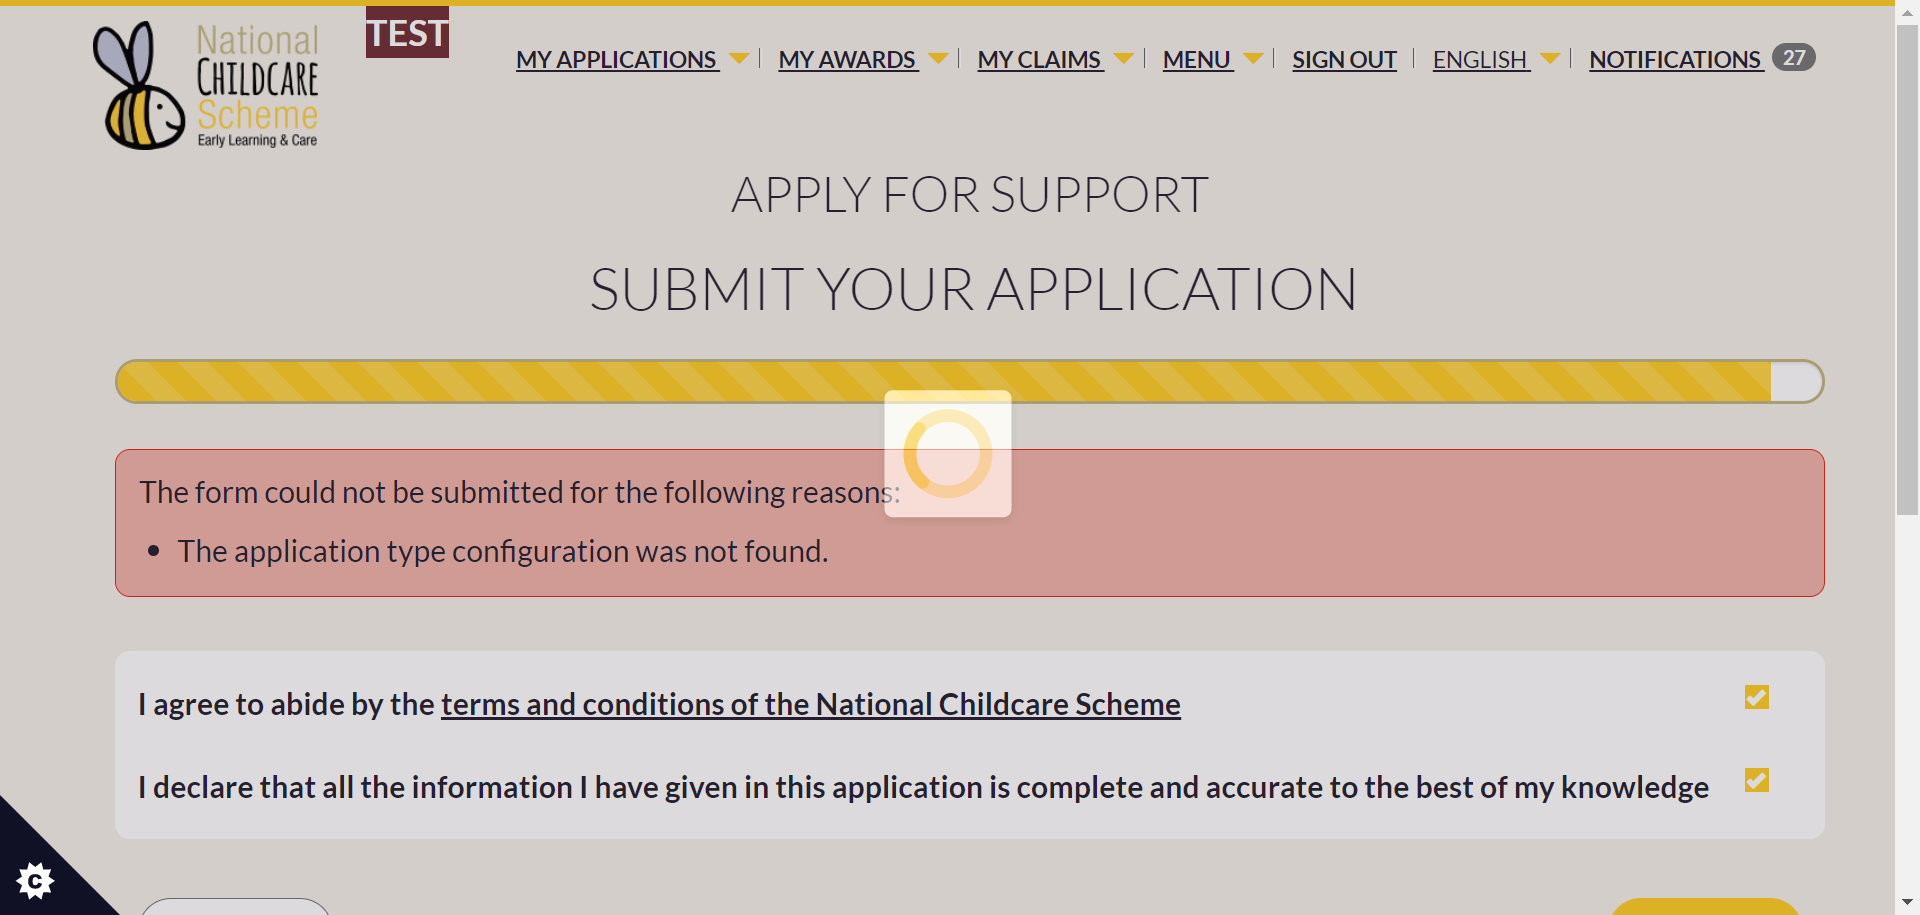 National
CHILDCARE
Scheme
Early Learning & Care
TEST
MY APPLICATIONS
MY AWARDS
MY CLAIMS
MENU
SIGN OUT
ENGLISH
NOTIFICATIONS 27
APPLY FOR SUPPORT
SUBMIT YOUR APPLICATION
The form could not be submitted for the following reasons:
• The application type configuration was not found.
I agree to abide by the terms and conditions of the National Childcare Scheme
I declare that all the information I have given in this application is complete and accurate to the best of my knowledge
C